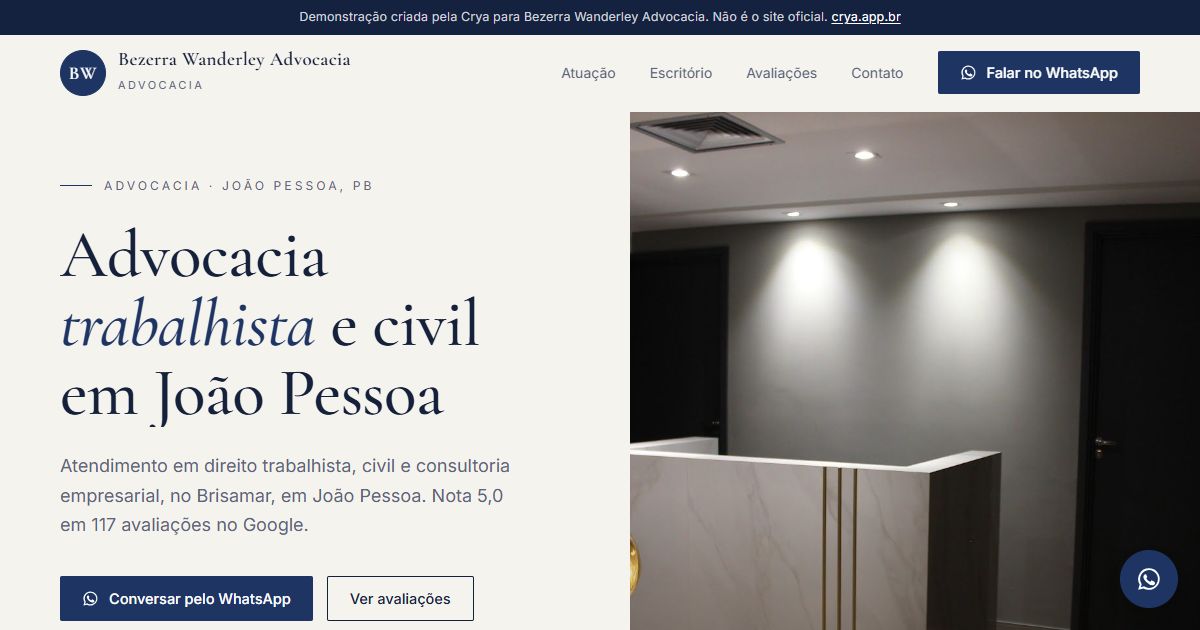 Demonstração criada pela Crya para Bezerra Wanderley Advocacia. Não é o site oficial. crya.app.br
BW
Bezerra Wanderley Advocacia
ADVOCACIA
Atuação
Escritório
Avaliações
Contato
Falar no WhatsApp
ADVOCACIA · JOÃO PESSOA, PB
Advocacia
trabalhista e civil
em João Pessoa
Atendimento em direito trabalhista, civil e consultoria
empresarial, no Brisamar, em João Pessoa. Nota 5,0
em 117 avaliações no Google.
Conversar pelo WhatsApp
Ver avaliações